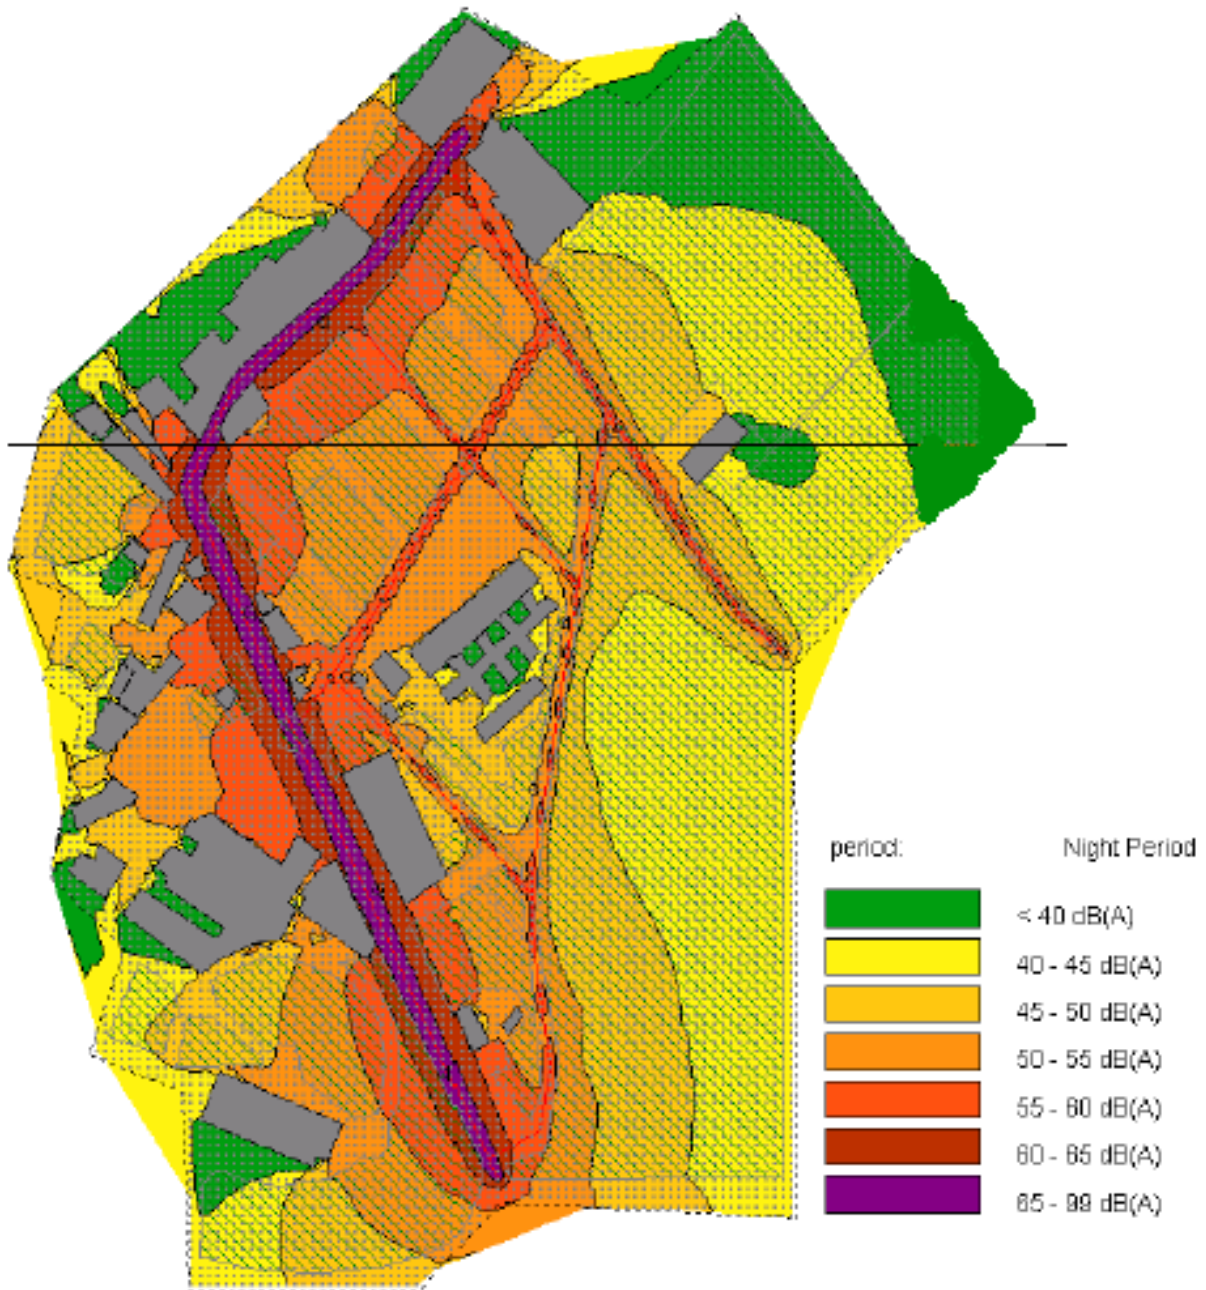 period: Night Period
< 40 dB(A)
40 - 45 dB(A)
45 - 50 dB(A)
50 - 55 dB(A)
55 - 60 dB(A)
60 - 65 dB(A)
65 - 99 dB(A)